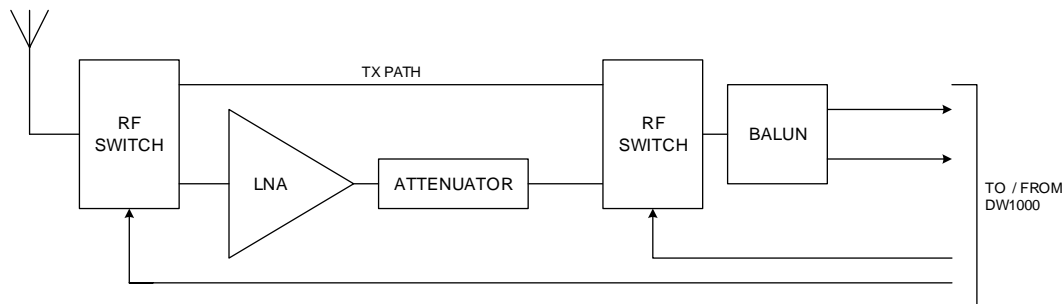 TX PATH
RF
SWITCH
LNA
ATTENUATOR
RF
SWITCH
BALUN
TO / FROM
DW1000